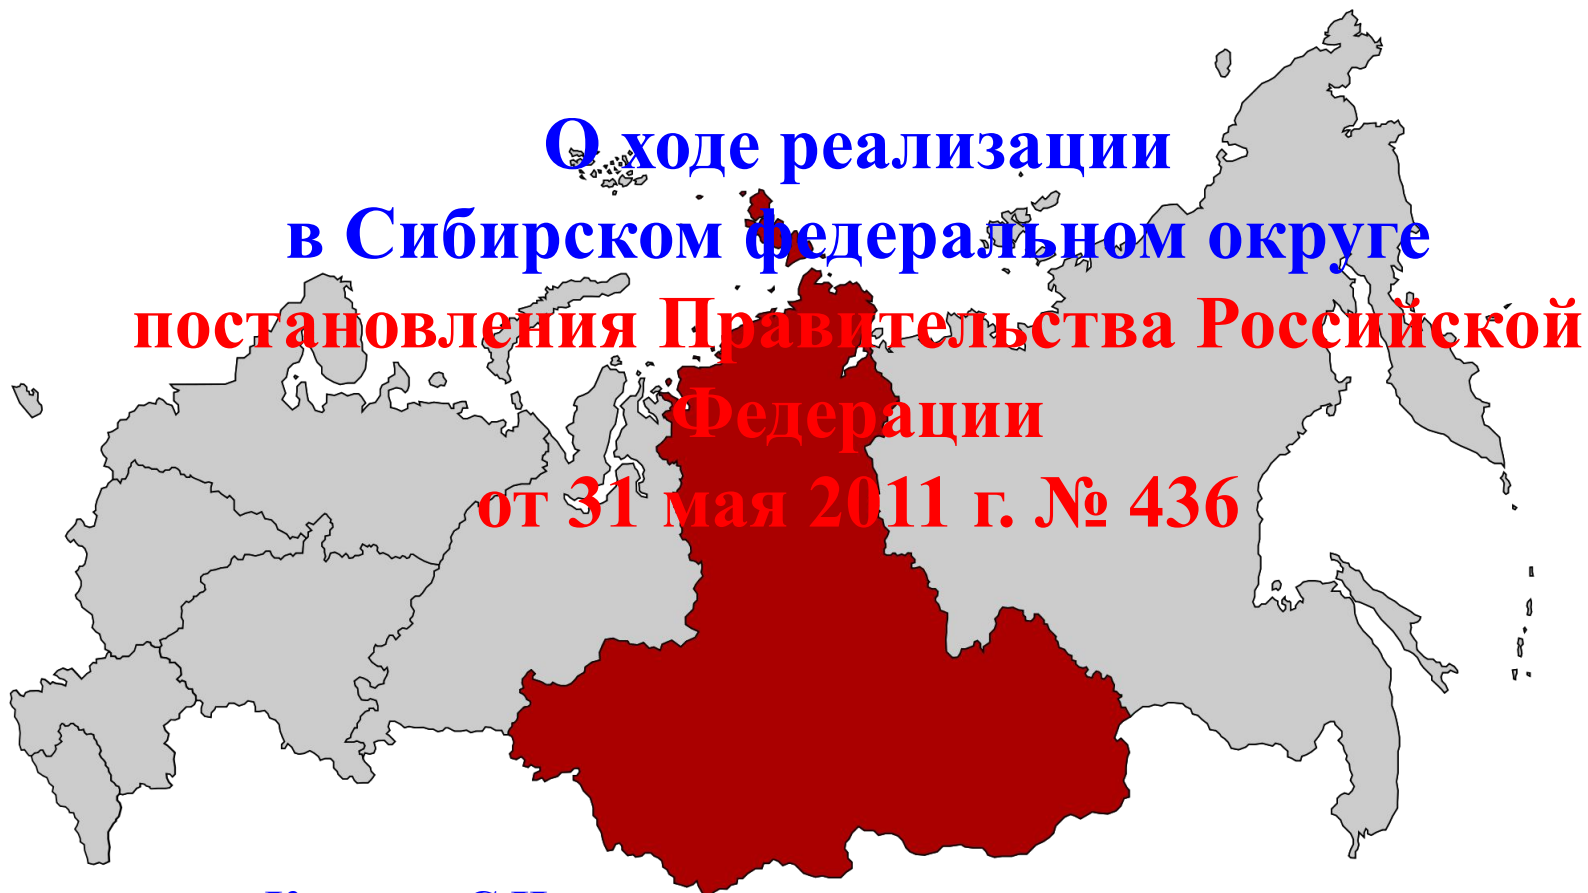 О ходе реализации
в Сибирском федеральном округе
постановления Правительства Российской
Федерации
от 31 мая 2011 г. № 436